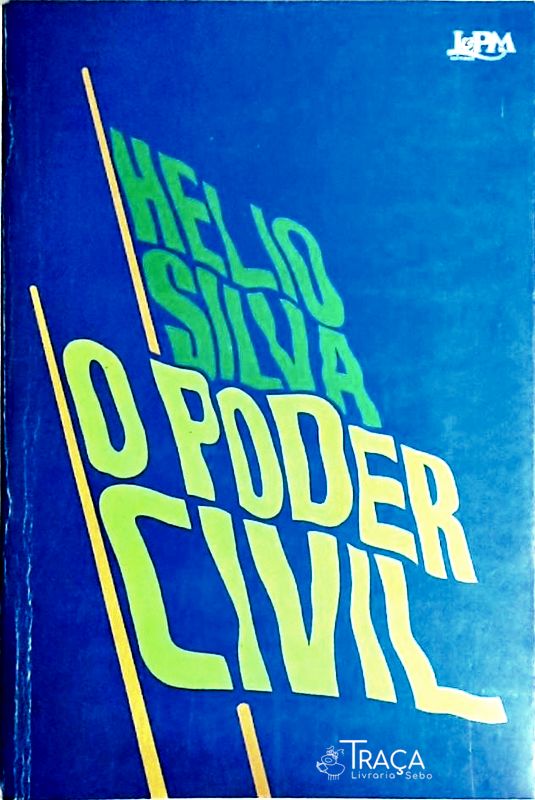 L&PM
HELIO
SILVA
O PODER
CIVIL
TRAÇA
Livraria Sebo